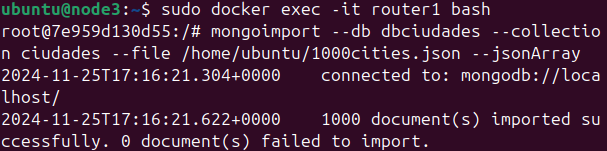 ubuntu@node3:~$ sudo docker exec -it router1 bash
root@7e959d130d55:/# mongoimport --db dbciudades --collectio
n ciudades --file /home/ubuntu/1000cities.json --jsonArray
2024-11-25T17:16:21.304+0000    connected to: mongodb://loca
lhost/
2024-11-25T17:16:21.622+0000    1000 document(s) imported su
ccessfully. 0 document(s) failed to import.